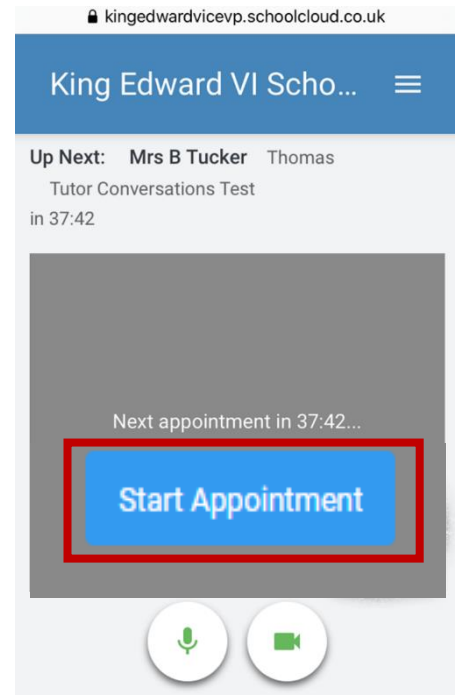 kingedwardvicevp.schoolcloud.co.uk
King Edward VI Scho...
Up Next: Mrs B Tucker Thomas
Tutor Conversations Test
in 37:42
Next appointment in 37:42...
Start Appointment